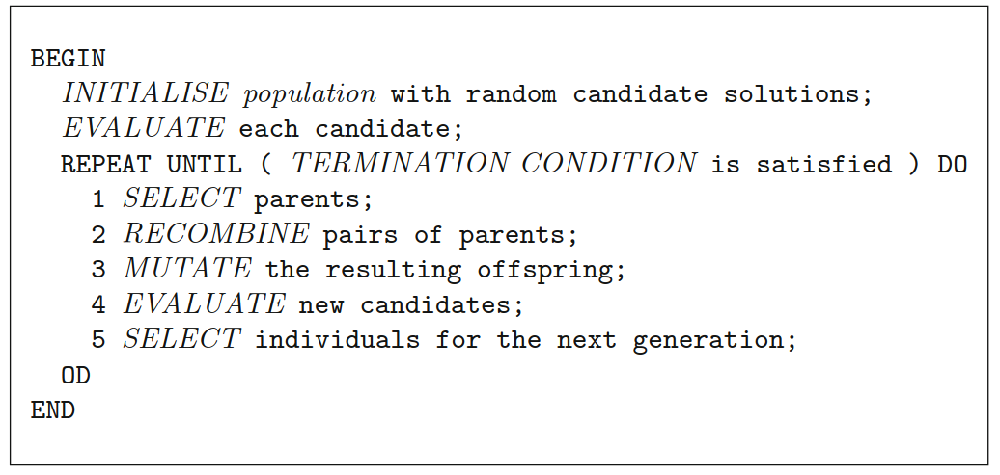 BEGIN
INITIALISE population with random candidate solutions;
EVALUATE each candidate;
REPEAT UNTIL ( TERMINATION CONDITION is satisfied ) DO
1 SELECT parents;
2 RECOMBINE pairs of parents;
3 MUTATE the resulting offspring;
4 EVALUATE new candidates;
5 SELECT individuals for the next generation;
OD
END